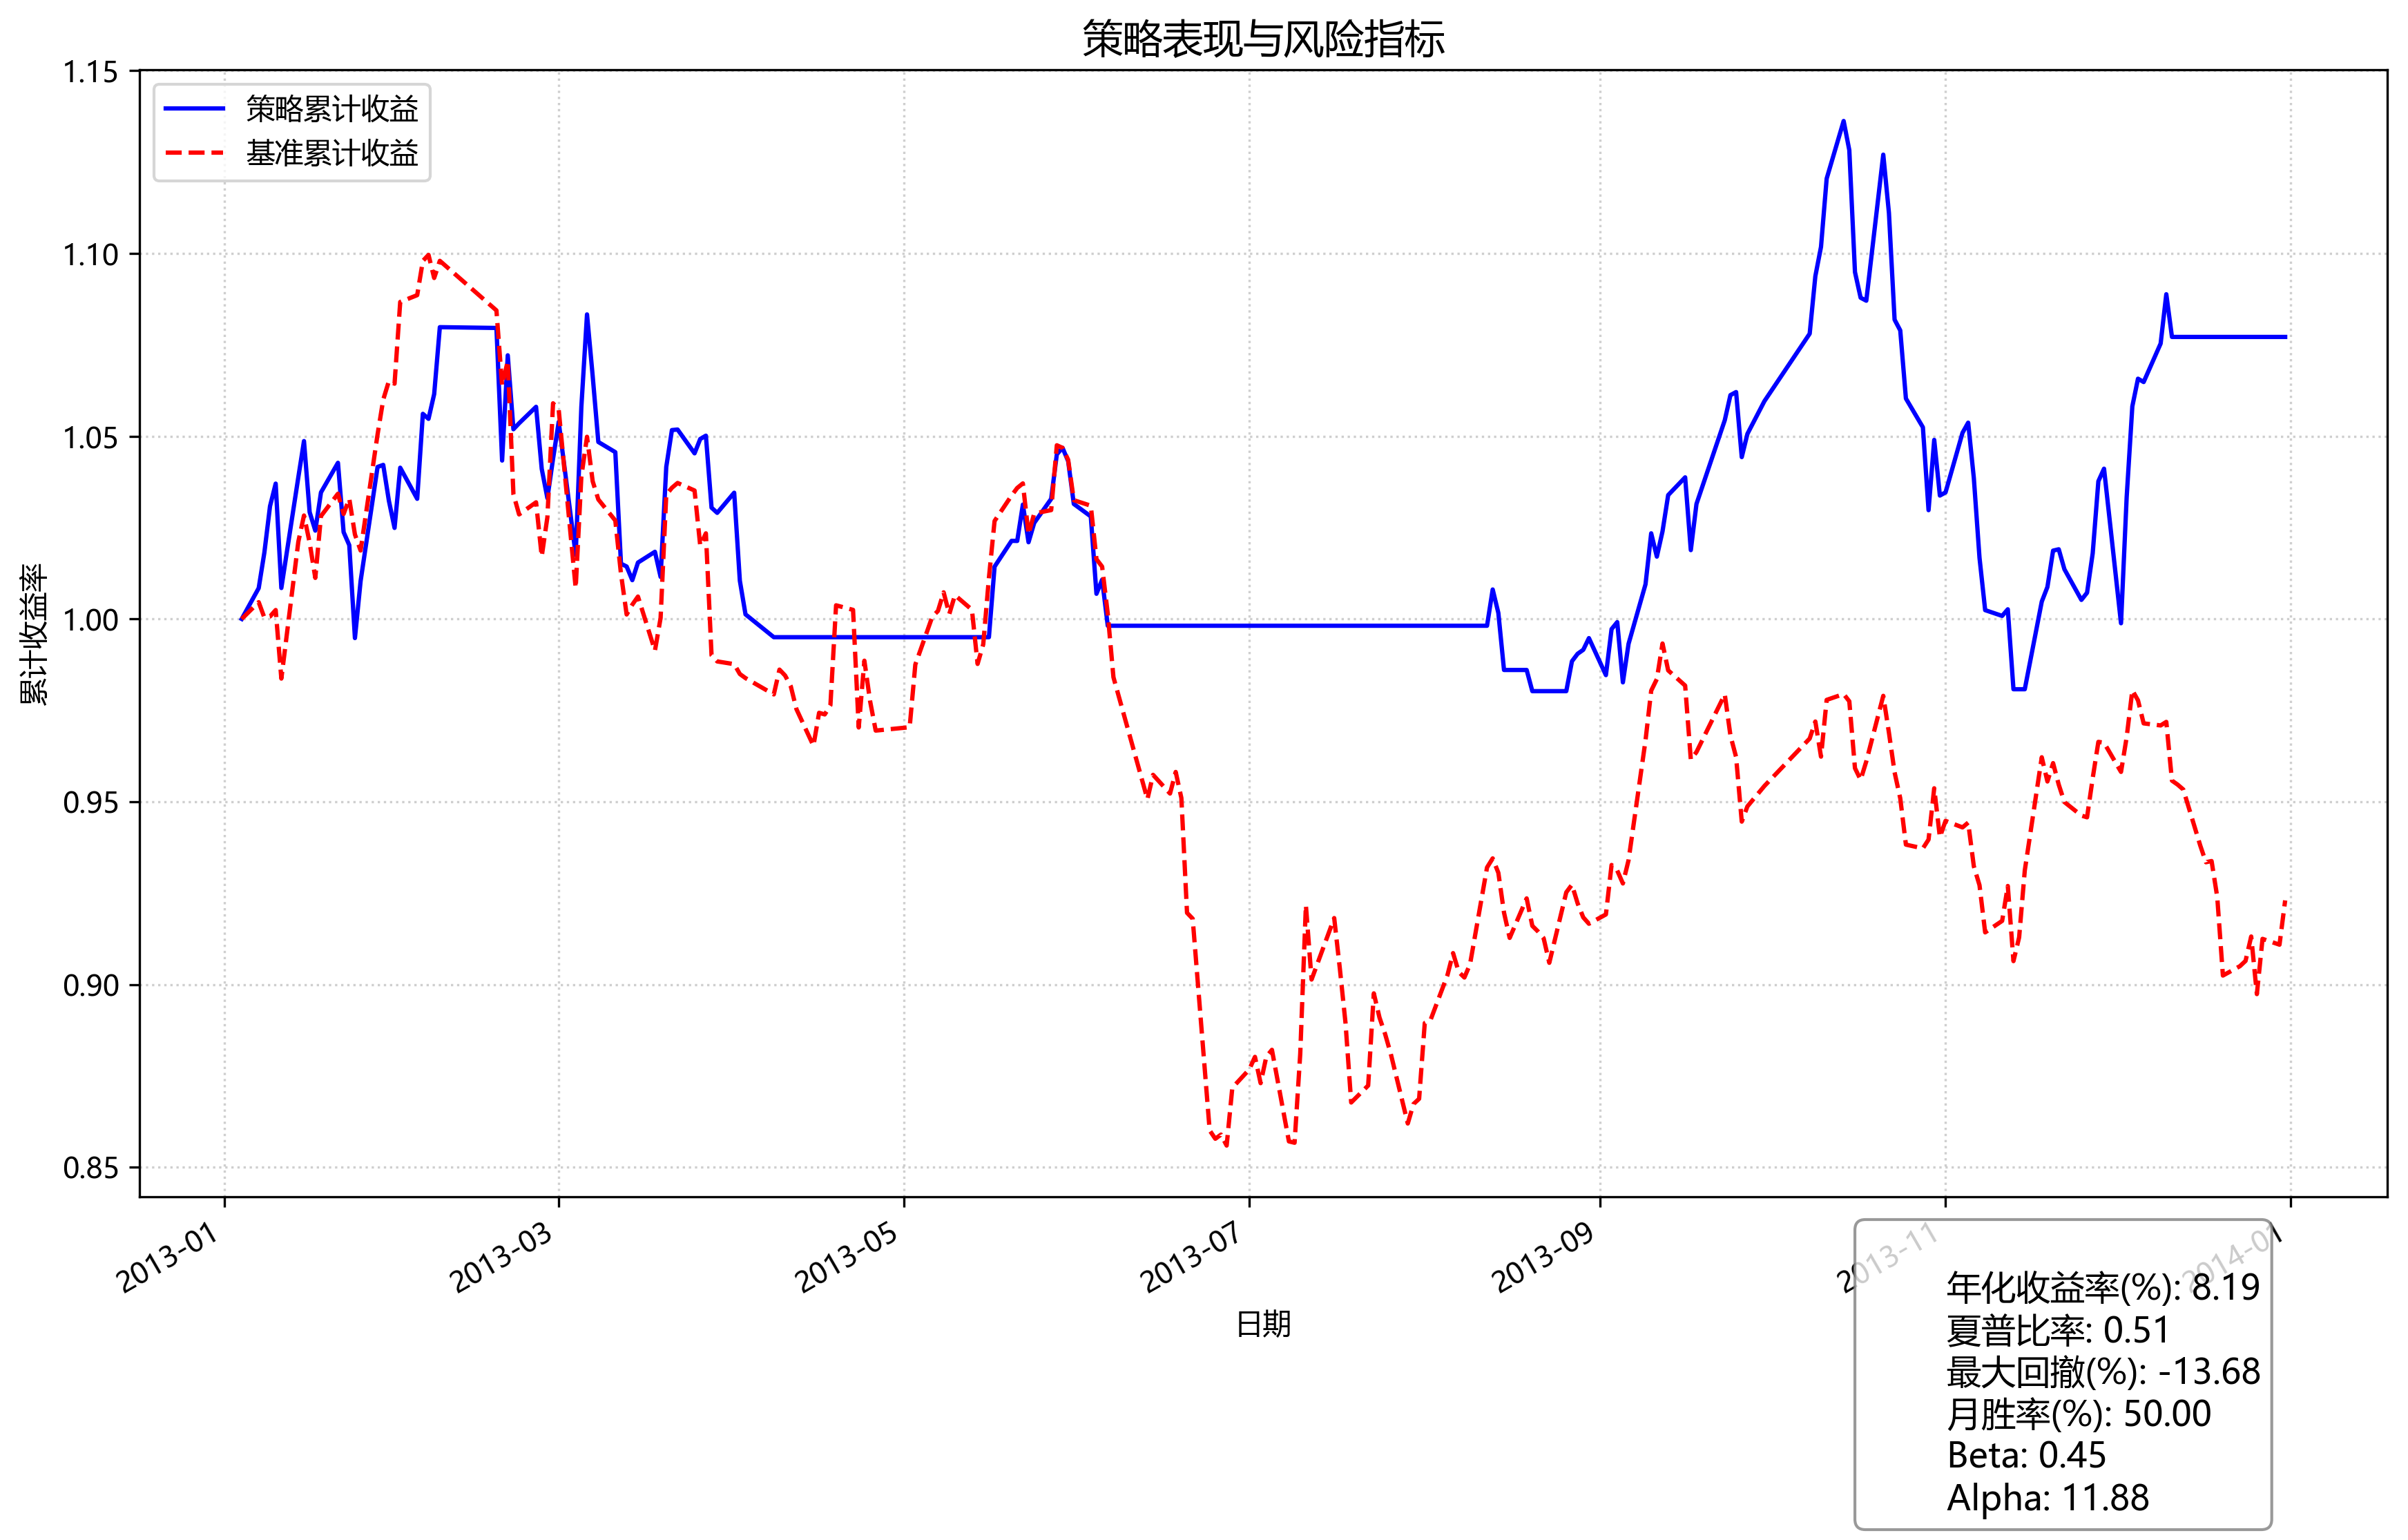 策略表现与风险指标
策略累计收益
基准累计收益
累计收益率
1.15
1.10
1.05
1.00
0.95
0.90
0.85
2013-01
2013-03
2013-05
2013-07
2013-09
2013-11
2014-01
日期
年化收益率(%): 8.19
夏普比率: 0.51
最大回撤(%): -13.68
月胜率(%): 50.00
Beta: 0.45
Alpha: 11.88